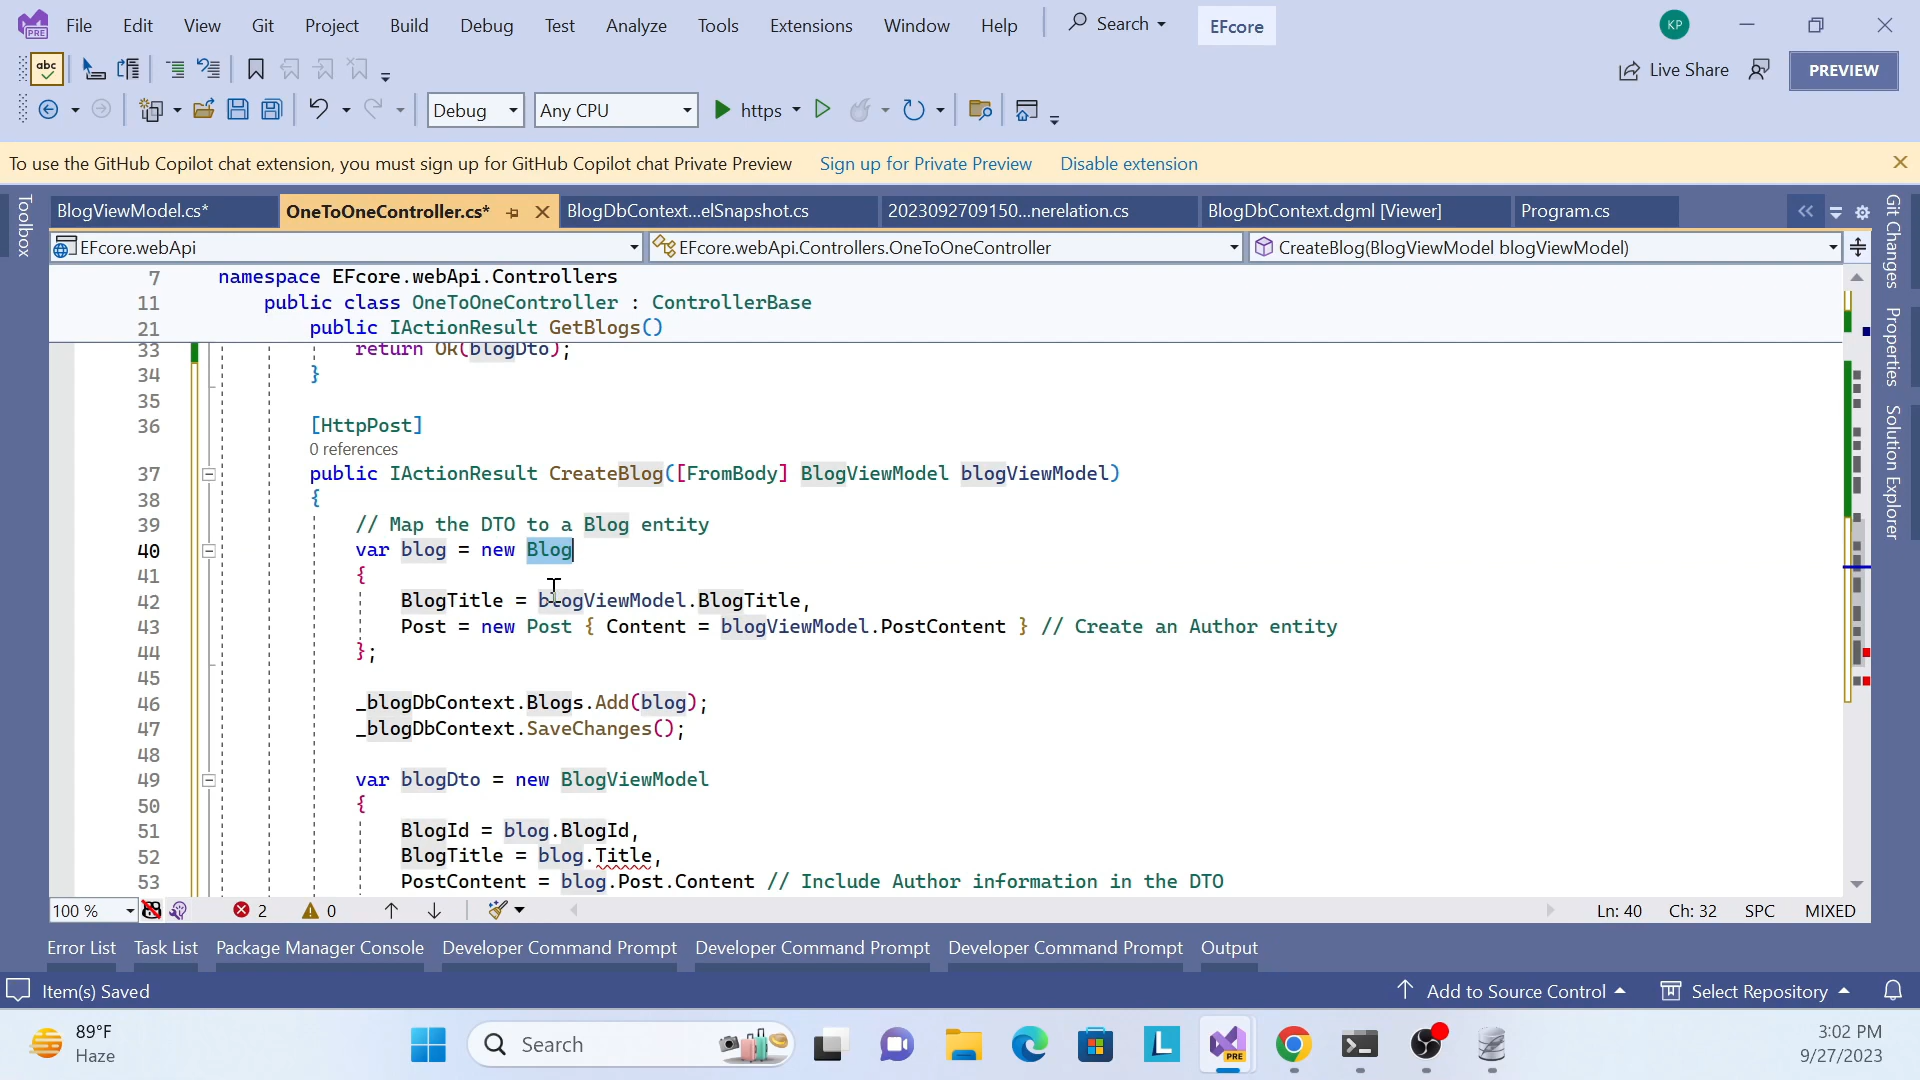 File Edit View Git Project Build Debug Test Analyze Tools Extensions Window Help Search EFcore KP
PRE
abc
Live Share PREVIEW
Debug Any CPU https
To use the GitHub Copilot chat extension, you must sign up for GitHub Copilot chat Private Preview Sign up for Private Preview Disable extension
Toolbox
BlogViewModel.cs* OneToOneController.cs* BlogDbContext...elSnapshot.cs 2023092709150...nerelation.cs BlogDbContext.dgml [Viewer] Program.cs
Git Changes
Properties
Solution Explorer
EFcore.webApi EFcore.webApi.Controllers.OneToOneController CreateBlog(BlogViewModel blogViewModel)
7 namespace EFcore.webApi.Controllers
11 public class OneToOneController : ControllerBase
21 public IActionResult GetBlogs()
33 return Ok(blogDto);
34 }
35
36 [HttpPost]
0 references
37 public IActionResult CreateBlog([FromBody] BlogViewModel blogViewModel)
38 {
39 // Map the DTO to a Blog entity
40 var blog = new Blog
41 {
42 BlogTitle = blogViewModel.BlogTitle,
43 Post = new Post { Content = blogViewModel.PostContent } // Create an Author entity
44 };
45
46 _blogDbContext.Blogs.Add(blog);
47 _blogDbContext.SaveChanges();
48
49 var blogDto = new BlogViewModel
50 {
51 BlogId = blog.BlogId,
52 BlogTitle = blog.Title,
53 PostContent = blog.Post.Content // Include Author information in the DTO
100 % 2 0 Ln: 40 Ch: 32 SPC MIXED
Error List Task List Package Manager Console Developer Command Prompt Developer Command Prompt Developer Command Prompt Output
Item(s) Saved Add to Source Control Select Repository
89°F
Haze
Search
L
PRE
3:02 PM
9/27/2023